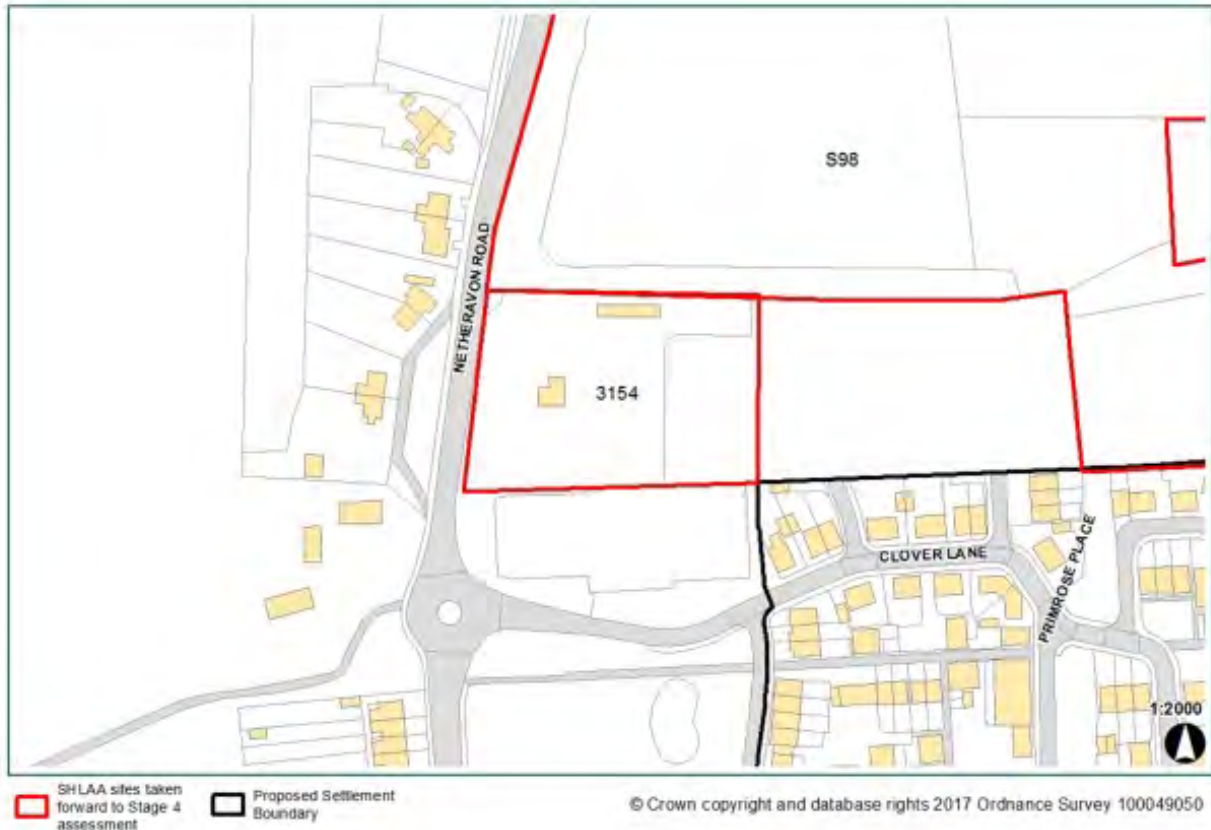 S98
NETHERAVON ROAD
3154
CLOVER LANE
PRIMROSE PLACE
1:2000
SHLAA sites taken
forward to Stage 4
assessment
Proposed Settlement
Boundary
© Crown copyright and database rights 2017 Ordnance Survey 100049050